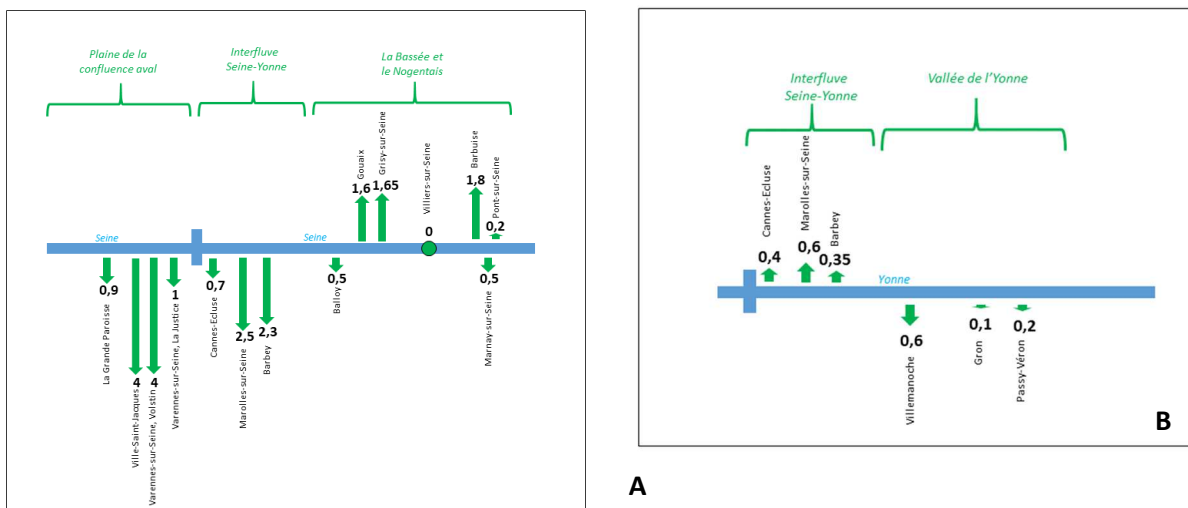 Plaine de la
confluence aval
Interfluve
Seine-Yonne
La Bassée et
le Nogentais
Gouaix
1,6
Grisy-sur-Seine
1,65
Villiers-sur-Seine
0
Barbuise
1,8
Pont-sur-Seine
0,2
Seine
Seine
0,9
La Grande Paroisse
4
Ville-Saint-Jacques
4
Varennes-sur-Seine, Volstin
1
Varennes-sur-Seine, La Justice
0,7
Cannes-Ecluse
2,5
Marolles-sur-Seine
2,3
Barbey
0,5
Balloy
0,5
Marnay-sur-Seine
A
Interfluve
Seine-Yonne
Vallée de l'Yonne
Cannes-Ecluse
0,4
Marolles-sur-Seine
0,6
Barbey
0,35
Yonne
0,6
Villemanoche
0,1
Gron
0,2
Passy-Véron
B